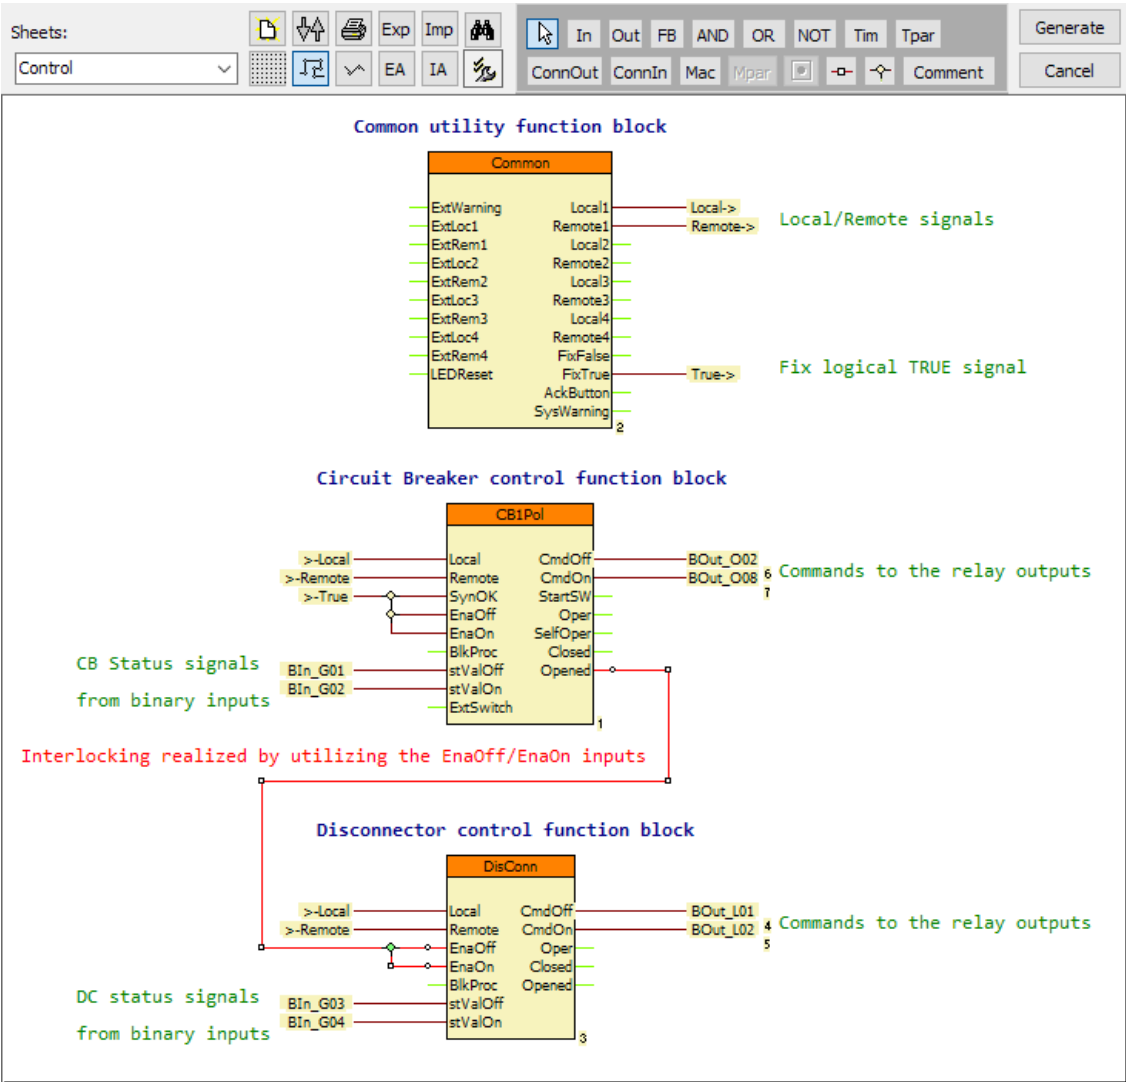 Sheets:
Exp Imp
In Out FB AND OR NOT Tim Tpar
Generate
Control
EA IA
ConnOut ConnIn Mac Mpar Comment
Cancel
Common utility function block
Common
ExtWarning Local1 Local->
ExtLoc1 Remote1 Remote->
Local/Remote signals
ExtRem1 Local2
ExtLoc2 Remote2
ExtRem2 Local3
ExtLoc3 Remote3
ExtRem3 Local4
ExtLoc4 Remote4
ExtRem4 FixFalse
LEDReset FixTrue True->
Fix logical TRUE signal
AckButton
SysWarning
2
Circuit Breaker control function block
CB1Pol
>-Local Local CmdOff BOut_O02
>-Remote Remote CmdOn BOut_O08 6
Commands to the relay outputs
>-True SynOK StartSW 7
EnaOff Oper
EnaOn SelfOper
BlkProc Closed
CB Status signals
BIn_G01 stValOff Opened
BIn_G02 stValOn
from binary inputs
ExtSwitch
1
Interlocking realized by utilizing the EnaOff/EnaOn inputs
Disconnector control function block
DisConn
>-Local Local CmdOff BOut_L01
>-Remote Remote CmdOn BOut_L02 4
Commands to the relay outputs
EnaOff Oper 5
EnaOn Closed
BlkProc Opened
DC status signals
BIn_G03 stValOff
BIn_G04 stValOn
from binary inputs
3